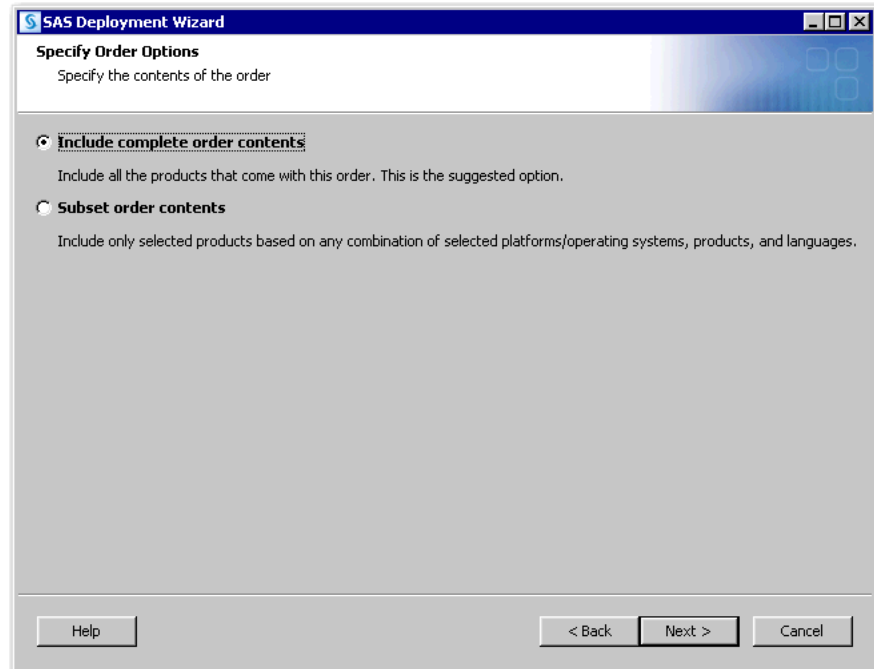 SAS Deployment Wizard
Specify Order Options
Specify the contents of the order
Include complete order contents
Include all the products that come with this order. This is the suggested option.
Subset order contents
Include only selected products based on any combination of selected platforms/operating systems, products, and languages.
Help
< Back
Next >
Cancel